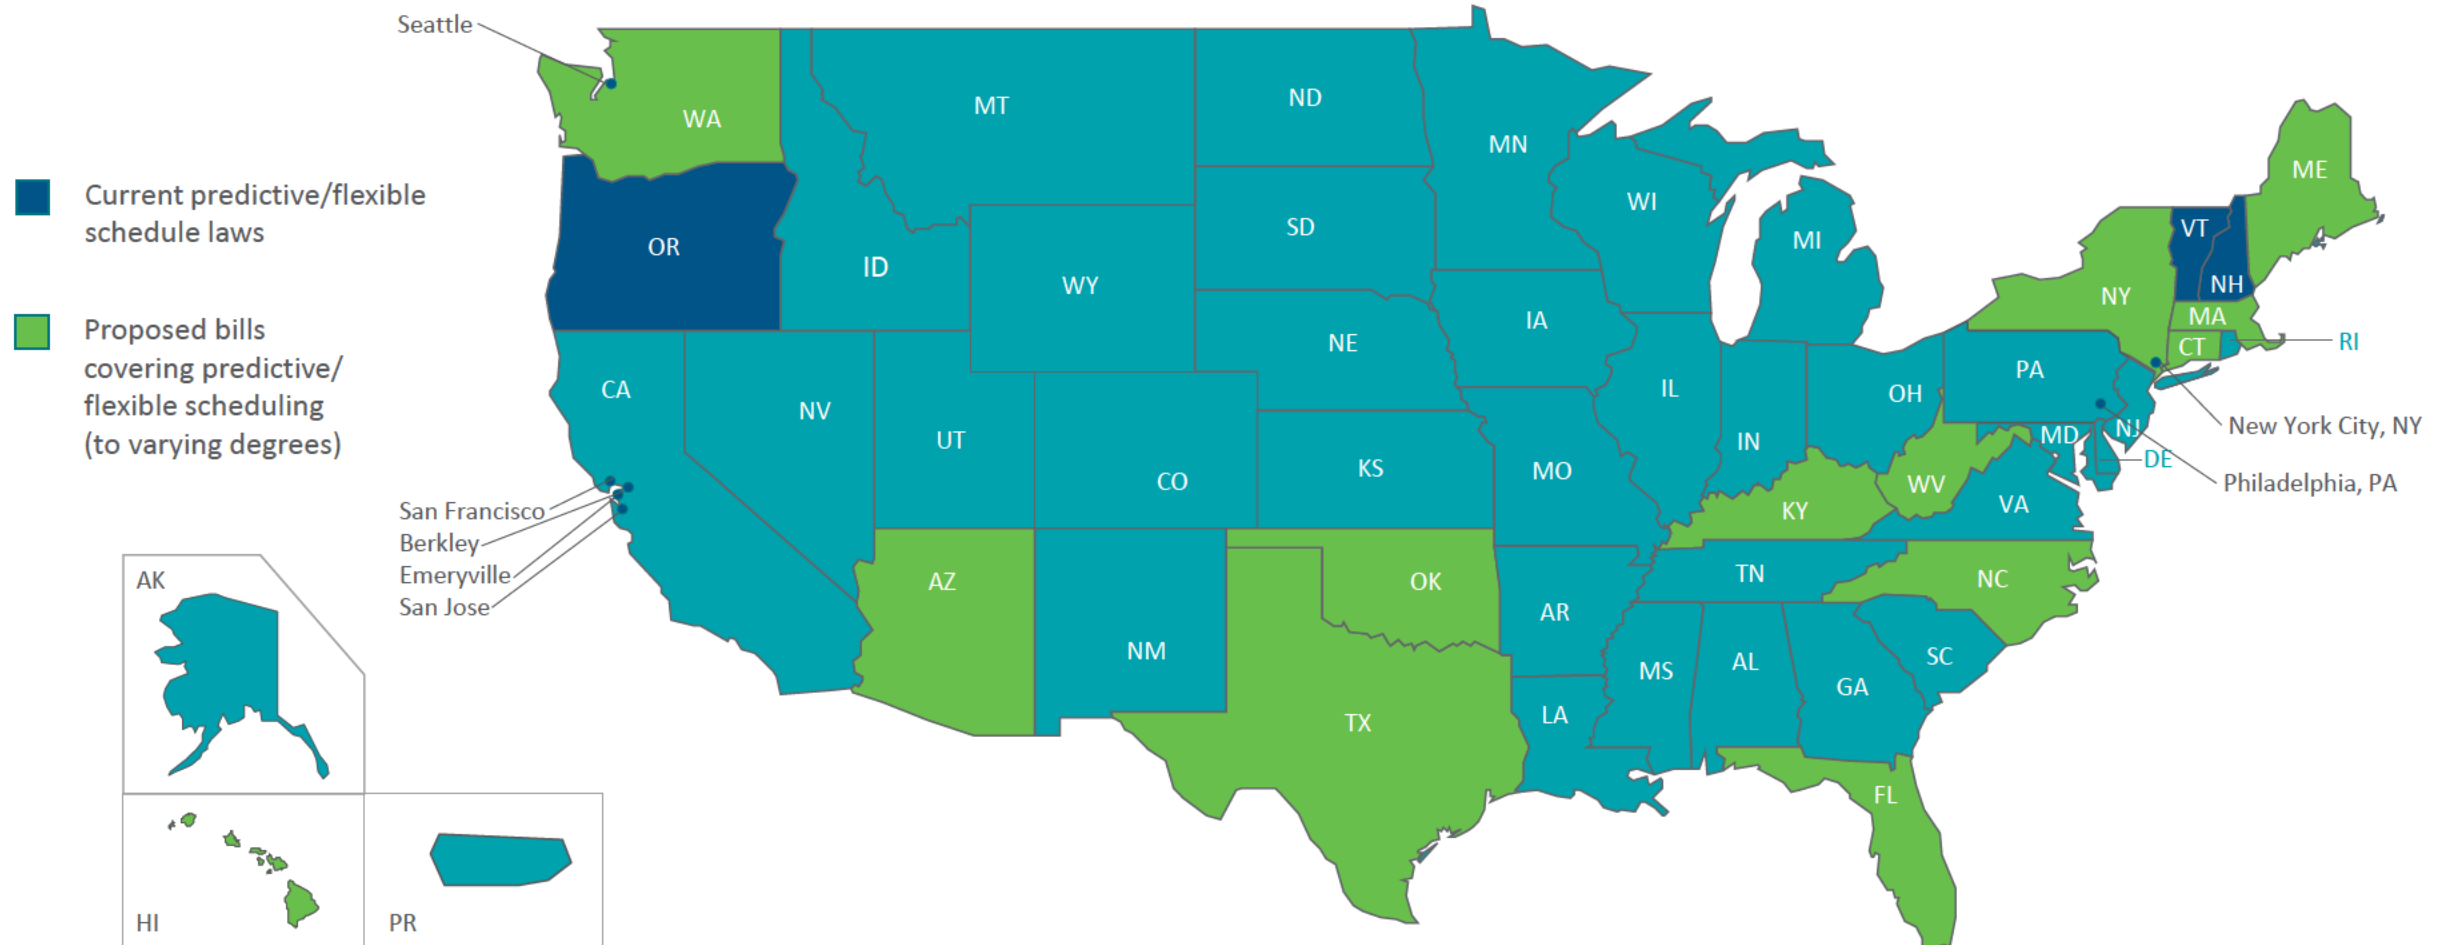 Seattle
Current predictive/flexible
schedule laws
Proposed bills
covering predictive/
flexible scheduling
(to varying degrees)
WA
MT
ND
MN
OR
ID
WY
SD
WI
MI
ME
VT
NH
NY
MA
CT
RI
CA
NV
UT
CO
NE
KS
IA
MO
IL
IN
OH
PA
NJ
MD
DE
New York City, NY
Philadelphia, PA
WV
VA
KY
San Francisco
Berkley
Emeryville
San Jose
AZ
NM
OK
TX
AR
LA
TN
NC
MS
AL
GA
SC
FL
AK
HI
PR